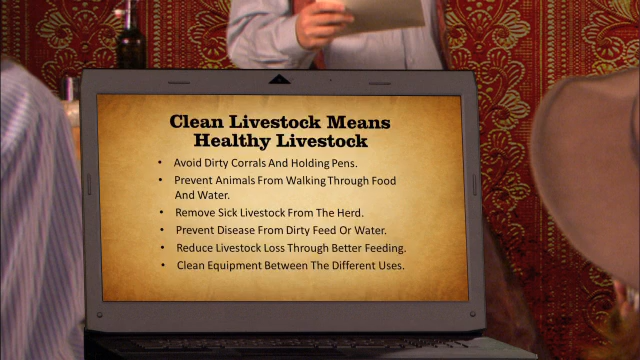 Clean Livestock Means
Healthy Livestock
• Avoid Dirty Corrals And Holding Pens.
• Prevent Animals From Walking Through Food
And Water.
• Remove Sick Livestock From The Herd.
• Prevent Disease From Dirty Feed Or Water.
• Reduce Livestock Loss Through Better Feeding.
• Clean Equipment Between The Different Uses.